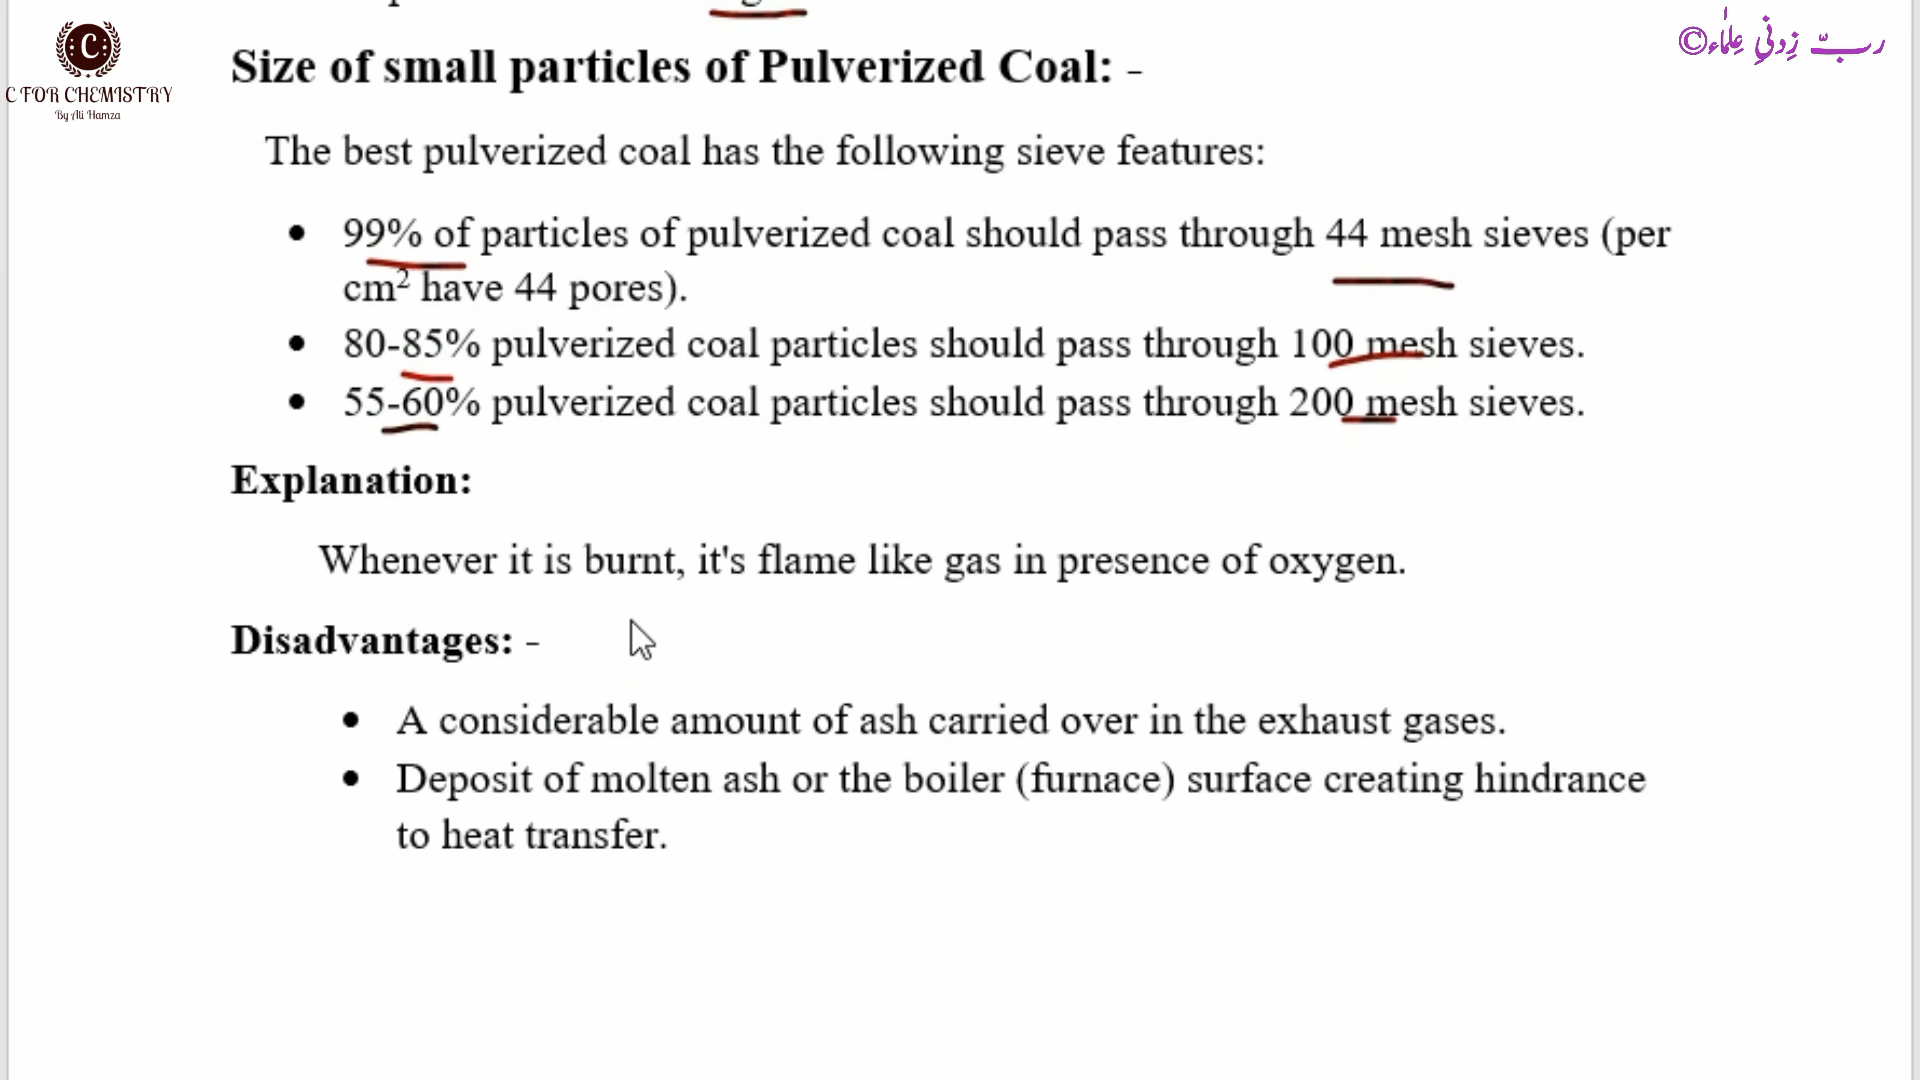 C
C FOR CHEMISTRY
By Ali Hamza
ربّ زِدنیِ عِلمٰاء©
Size of small particles of Pulverized Coal: -
The best pulverized coal has the following sieve features:
• 99% of particles of pulverized coal should pass through 44 mesh sieves (per
cm² have 44 pores).
• 80-85% pulverized coal particles should pass through 100 mesh sieves.
• 55-60% pulverized coal particles should pass through 200 mesh sieves.
Explanation:
Whenever it is burnt, it's flame like gas in presence of oxygen.
Disadvantages: -
• A considerable amount of ash carried over in the exhaust gases.
• Deposit of molten ash or the boiler (furnace) surface creating hindrance
to heat transfer.